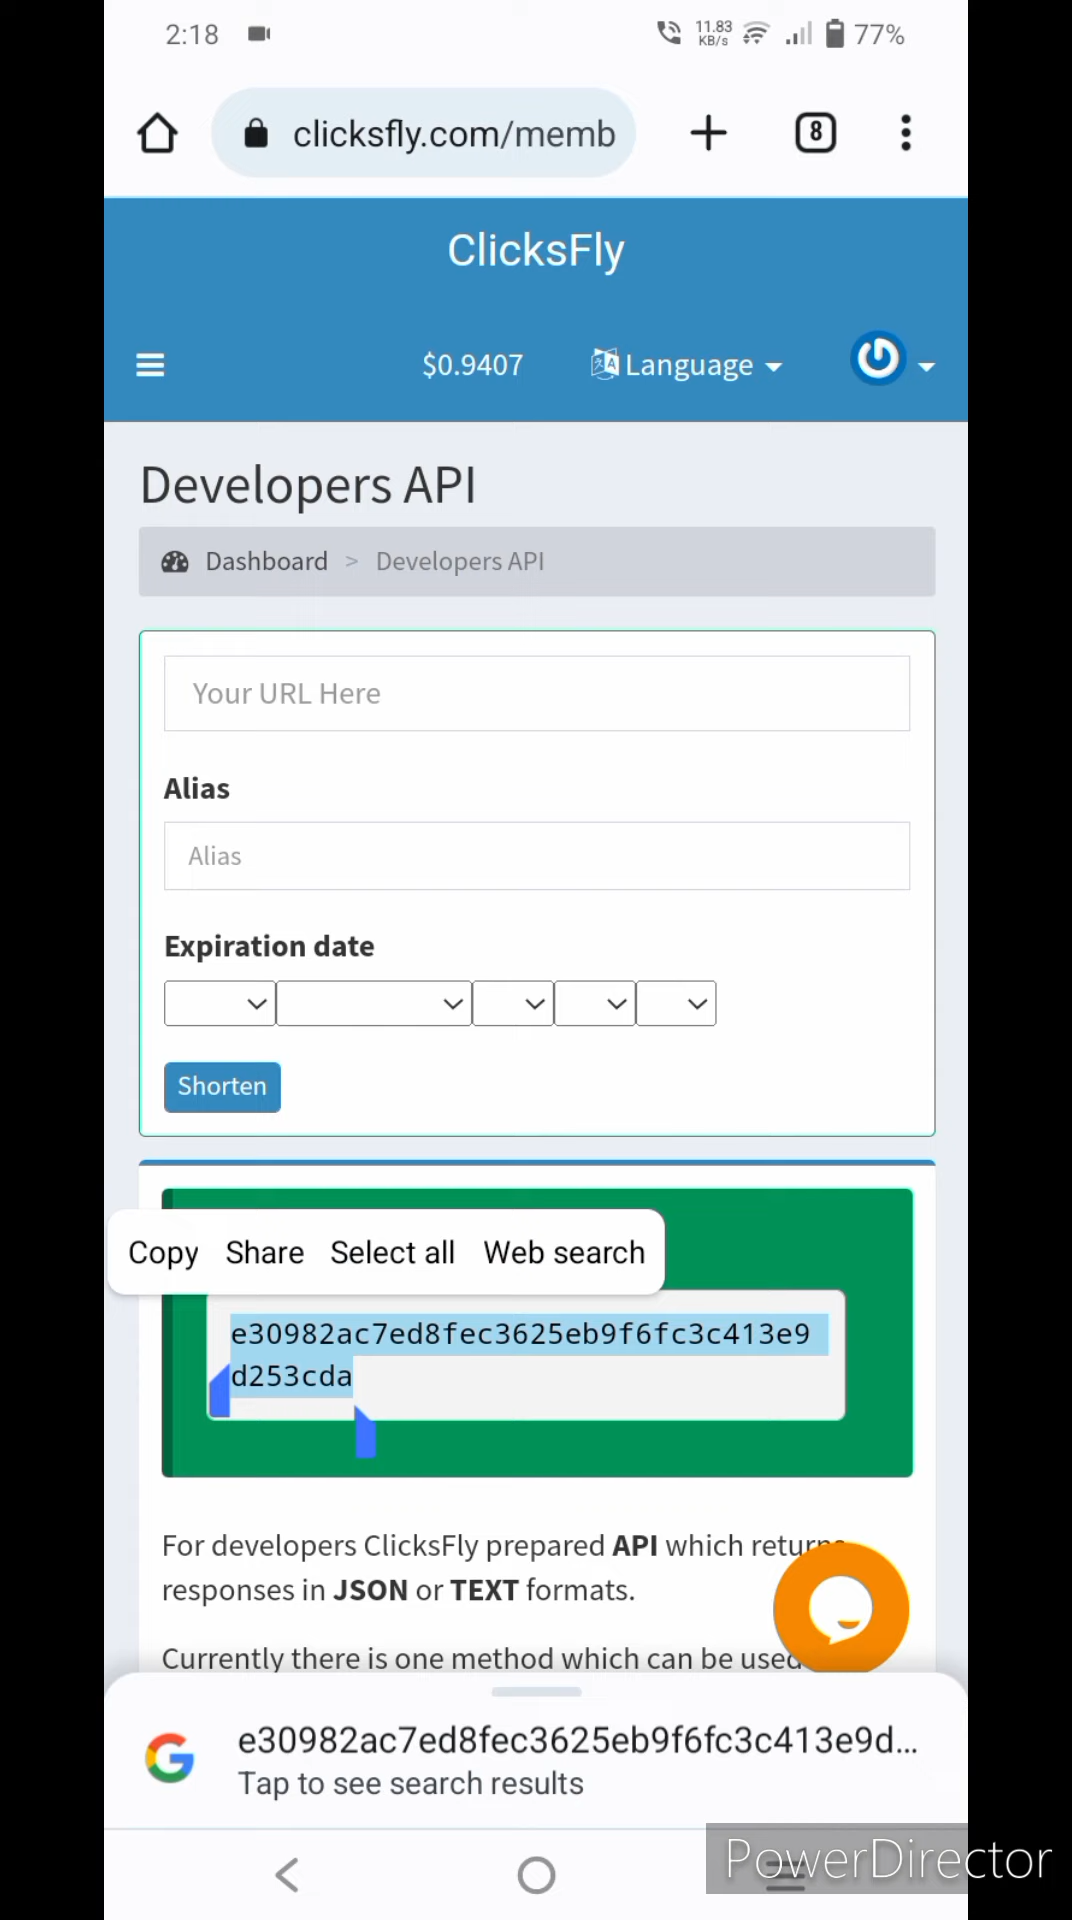 2:18 11.83 KB/s 77%
clicksfly.com/memb 8
ClicksFly
$0.9407 Language
Developers API
Dashboard > Developers API
Your URL Here
Alias
Alias
Expiration date
Shorten
Copy Share Select all Web search
e30982ac7ed8fec3625eb9f6fc3c413e9
d253cda
For developers ClicksFly prepared API which returns
responses in JSON or TEXT formats.
Currently there is one method which can be used
e30982ac7ed8fec3625eb9f6fc3c413e9d...
Tap to see search results
PowerDirector